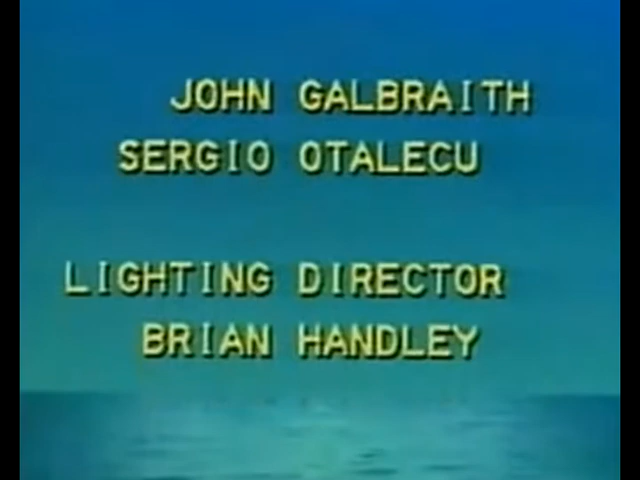 JOHN GALBRAITH
SERGIO OTALECU
LIGHTING DIRECTOR
BRIAN HANDLEY